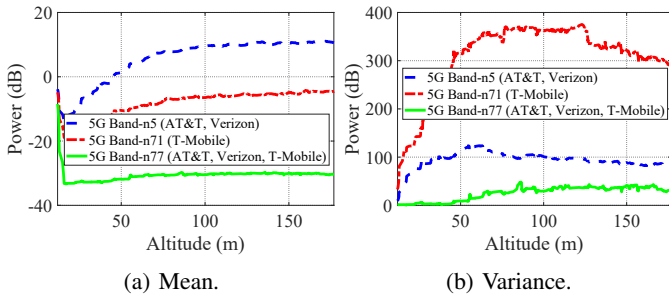 20
0
-20
-40
Power (dB)
50
100
150
Altitude (m)
5G Band-n5 (AT&T, Verizon)
5G Band-n71 (T-Mobile)
5G Band-n77 (AT&T, Verizon, T-Mobile)
(a) Mean.
400
300
200
100
0
Power (dB)
50
100
150
Altitude (m)
5G Band-n5 (AT&T, Verizon)
5G Band-n71 (T-Mobile)
5G Band-n77 (AT&T, Verizon, T-Mobile)
(b) Variance.